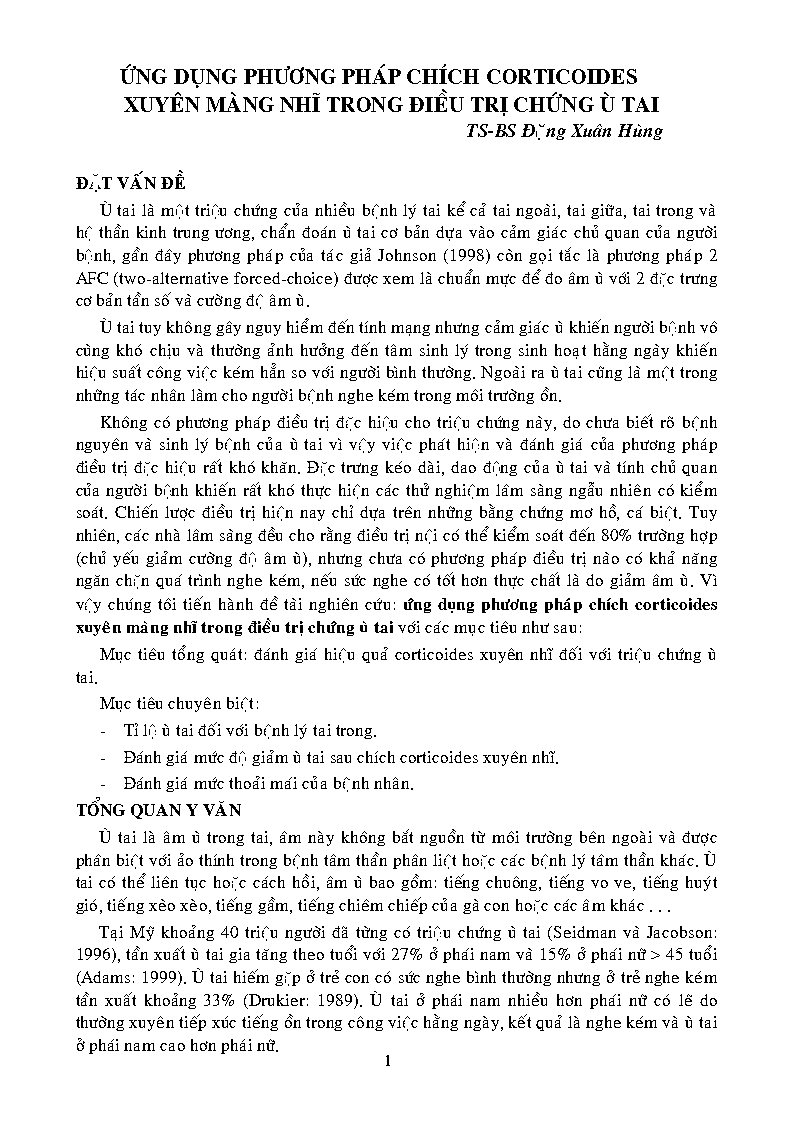 ỨNG DỤNG PHƯƠNG PHÁP CHÍCH CORTICOIDES
XUYÊN MÀNG NHĨ TRONG ĐIỀU TRỊ CHỨNG Ù TAI
TS-BS Đặng Xuân Hùng
ĐẶT VẤN ĐỀ
Ù tai là một triệu chứng của nhiều bệnh lý tai kể cả tai ngoài, tai giữa, tai trong và
hệ thần kinh trung ương, chẩn đoán ù tai cơ bản dựa vào cảm giác chủ quan của người
bệnh, gần đây phương pháp của tác giả Johnson (1998) còn gọi tắc là phương pháp 2
AFC (two-alternative forced-choice) được xem là chuẩn mực để đo âm ù với 2 đặc trưng
cơ bản tần số và cường độ âm ù.
Ù tai tuy không gây nguy hiểm đến tính mạng nhưng cảm giác ù khiến người bệnh vô
cùng khó chịu và thường ảnh hưởng đến tâm sinh lý trong sinh hoạt hằng ngày khiến
hiệu suất công việc kém hẳn so với người bình thường. Ngoài ra ù tai cũng là một trong
những tác nhân làm cho người bệnh nghe kém trong môi trường ồn.
Không có phương pháp điều trị đặc hiệu cho triệu chứng này, do chưa biết rõ bệnh
nguyên và sinh lý bệnh của ù tai vì vậy việc phát hiện và đánh giá của phương pháp
điều trị đặc hiệu rất khó khăn. Đặc trưng kéo dài, dao động của ù tai và tính chủ quan
của người bệnh khiến rất khó thực hiện các thử nghiệm lâm sàng ngẫu nhiên có kiểm
soát. Chiến lược điều trị hiện nay chỉ dựa trên những bằng chứng mơ hồ, cá biệt. Tuy
nhiên, các nhà lâm sàng đều cho rằng điều trị nội có thể kiểm soát đến 80% trường hợp
(chủ yếu giảm cường độ âm ù), nhưng chưa có phương pháp điều trị nào có khả năng
ngăn chặn quá trình nghe kém, nếu sức nghe có tốt hơn thực chất là do giảm âm ù. Vì
vậy chúng tôi tiến hành đề tài nghiên cứu: ứng dụng phương pháp chích corticoides
xuyên màng nhĩ trong điều trị chứng ù tai với các mục tiêu như sau:
Mục tiêu tổng quát: đánh giá hiệu quả corticoides xuyên nhĩ đối với triệu chứng ù
tai.
Mục tiêu chuyên biệt:
- Tỉ lệ ù tai đối với bệnh lý tai trong.
- Đánh giá mức độ giảm ù tai sau chích corticoides xuyên nhĩ.
- Đánh giá mức thoải mái của bệnh nhân.
TỔNG QUAN Y VĂN
Ù tai là âm ù trong tai, âm này không bắt nguồn từ môi trường bên ngoài và được
phân biệt với ảo thính trong bệnh tâm thần phân liệt hoặc các bệnh lý tâm thần khác. Ù
tai có thể liên tục hoặc cách hồi, âm ù bao gồm: tiếng chuông, tiếng vo ve, tiếng huýt
gió, tiếng xèo xèo, tiếng gầm, tiếng chiêm chiếp của gà con hoặc các âm khác . . .
Tại Mỹ khoảng 40 triệu người đã từng có triệu chứng ù tai (Seidman và Jacobson:
1996), tần xuất ù tai gia tăng theo tuổi với 27% ở phái nam và 15% ở phái nữ > 45 tuổi
(Adams: 1999). Ù tai hiếm gặp ở trẻ con có sức nghe bình thường nhưng ở trẻ nghe kém
tần xuất khoảng 33% (Drukier: 1989). Ù tai ở phái nam nhiều hơn phái nữ có lẽ do
thường xuyên tiếp xúc tiếng ồn trong công việc hằng ngày, kết quả là nghe kém và ù tai
ở phái nam cao hơn phái nữ.
1